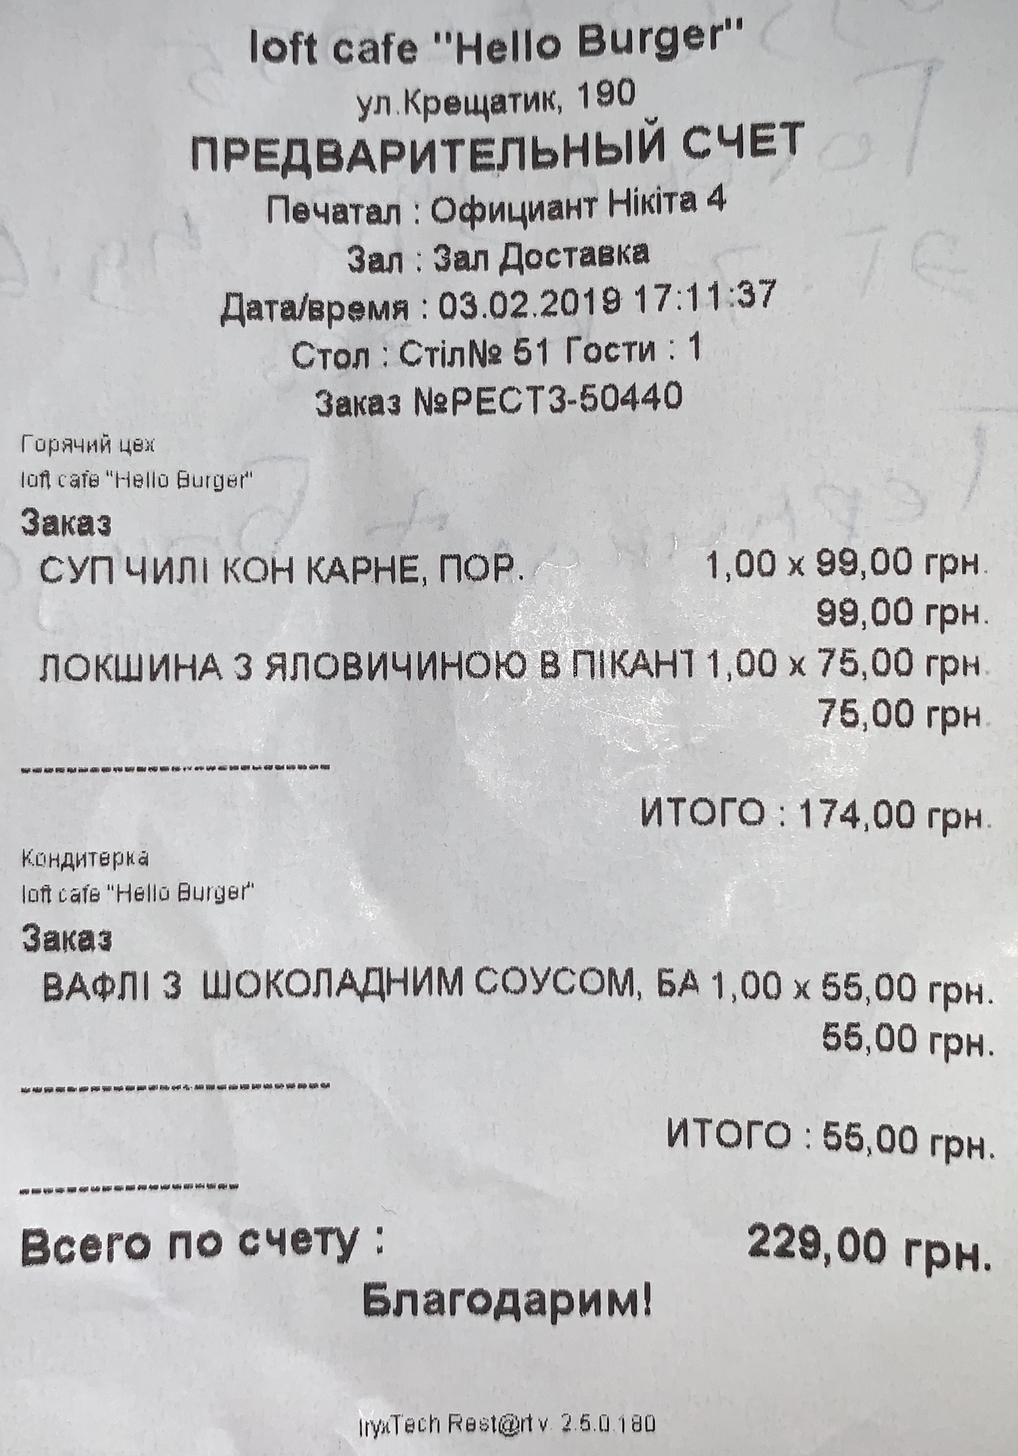 loft cafe "Hello Burger"
ул.Крещатик, 190
ПРЕДВАРИТЕЛЬНЫЙ СЧЕТ
Печатал : Официант Нікіта 4
Зал : Зал Доставка
Дата/время : 03.02.2019 17:11:37
Стол : Стіл№ 51 Гости : 1
Заказ №РЕСТ3-50440
Горячий цех
loft cafe "Hello Burger"
Заказ
СУП ЧИЛІ КОН КАРНЕ, ПОР. 1,00 x 99,00 грн.
99,00 грн.
ЛОКШИНА З ЯЛОВИЧИНОЮ В ПІКАНТ 1,00 x 75,00 грн.
75,00 грн.
---------------------------
ИТОГО : 174,00 грн.
Кондитерка
loft cafe "Hello Burger"
Заказ
ВАФЛІ З ШОКОЛАДНИМ СОУСОМ, БА 1,00 x 55,00 грн.
55,00 грн.
---------------------------
ИТОГО : 55,00 грн.
-------------------
Всего по счету : 229,00 грн.
Благодарим!
IryxTech Rest@rt v. 2.5.0.180